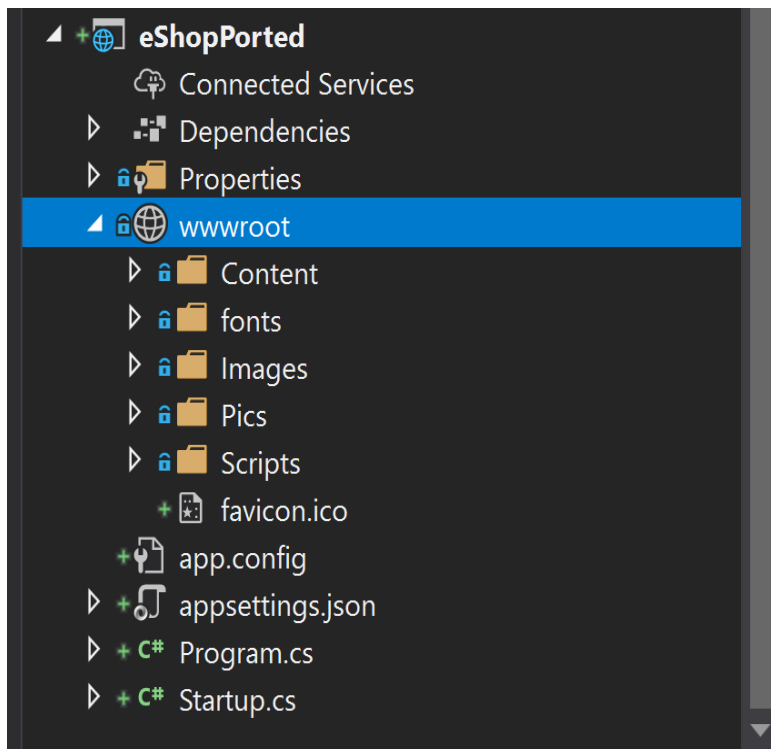 eShopPorted
Connected Services
Dependencies
Properties
wwwroot
Content
fonts
Images
Pics
Scripts
favicon.ico
app.config
appsettings.json
C# Program.cs
C# Startup.cs